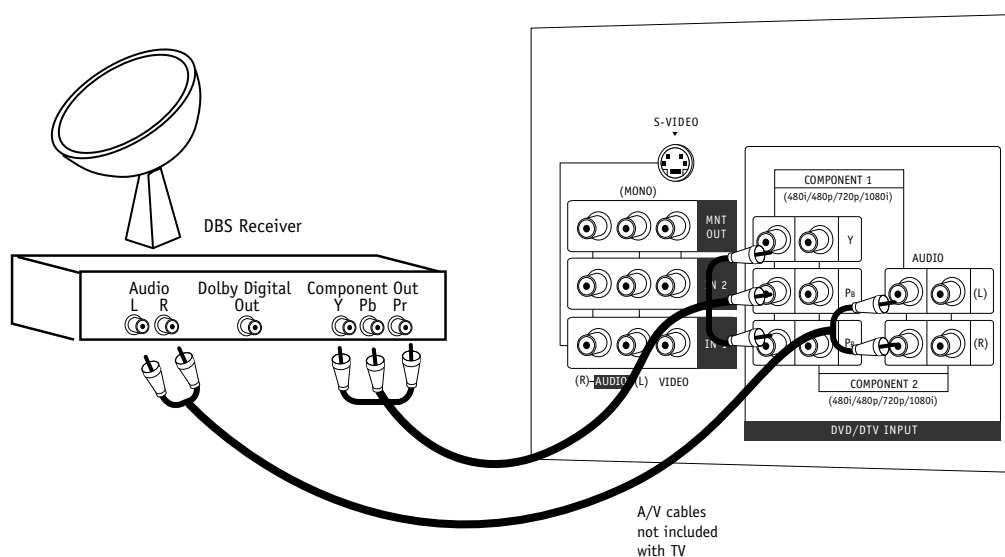 S-VIDEO
COMPONENT 1
(480i/480p/720p/1080i)
(MONO)
MNT
OUT
Y
DBS Receiver
AUDIO
Audio
L R
Dolby Digital
Out
Component Out
Y Pb Pr
IN 2
PB
(L)
IN
(R)
(R)-AUDIO (L) VIDEO
COMPONENT 2
(480i/480p/720p/1080i)
DVD/DTV INPUT
A/V cables
not included
with TV